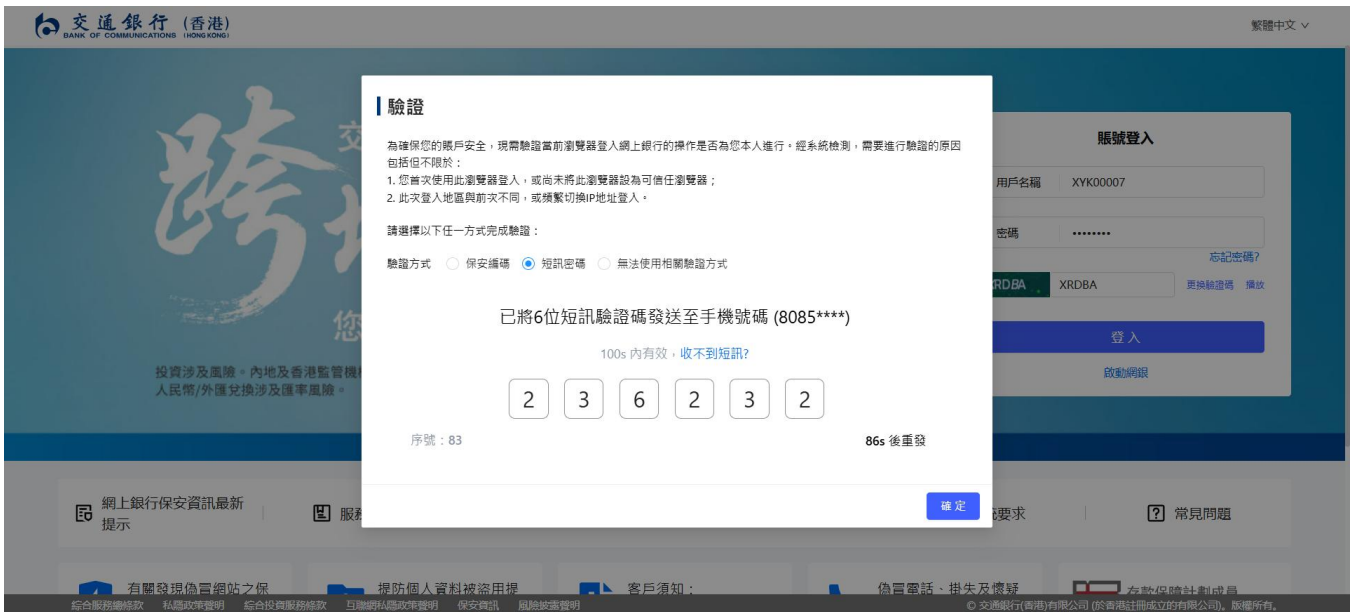 交通銀行 (香港)
BANK OF COMMUNICATIONS (HONG KONG)
繁體中文
跨
交
您
投資涉及風險。內地及香港監管機
人民幣/外匯兌換涉及匯率風險。
驗證
為確保您的賬戶安全，現需驗證當前瀏覽器登入網上銀行的操作是否為您本人進行。經系統檢測，需要進行驗證的原因
包括但不限於：
1. 您首次使用此瀏覽器登入，或尚未將此瀏覽器設為可信任瀏覽器；
2. 此次登入地區與前次不同，或頻繁切換IP地址登入。
請選擇以下任一方式完成驗證：
驗證方式 保安編碼 短訊密碼 無法使用相關驗證方式
已將6位短訊驗證碼發送至手機號碼 (8085****)
100s 內有效，收不到短訊?
2 3 6 2 3 2
序號：83 86s 後重發
確定
賬號登入
用戶名稱 XYK00007
密碼 ••••••••
忘記密碼?
RDBA XRDBA 更換驗證碼 播放
登入
啟動網銀
網上銀行保安資訊最新
提示
服務
要求
常見問題
有關發現偽冒網站之保
提防個人資料被盜用提
客戶須知：
偽冒電話、掛失及懷疑
存款保障計劃成員
綜合服務總條款 私隱政策聲明 綜合投資服務條款 互聯網私隱政策聲明 保安資訊 風險披露聲明 © 交通銀行(香港)有限公司 (於香港註冊成立的有限公司)。版權所有。